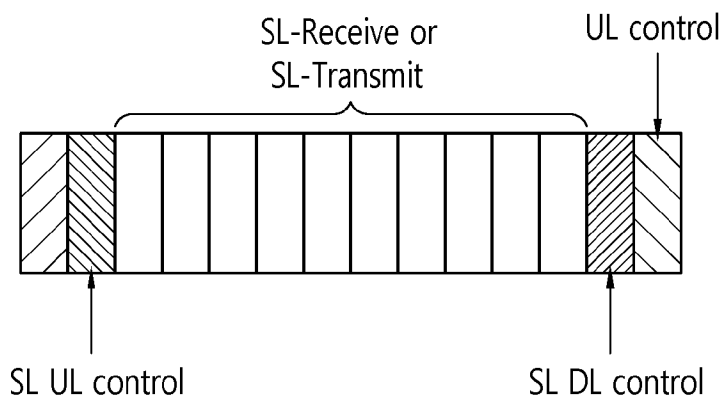 SL-Receive or
SL-Transmit
UL control
SL UL control
SL DL control